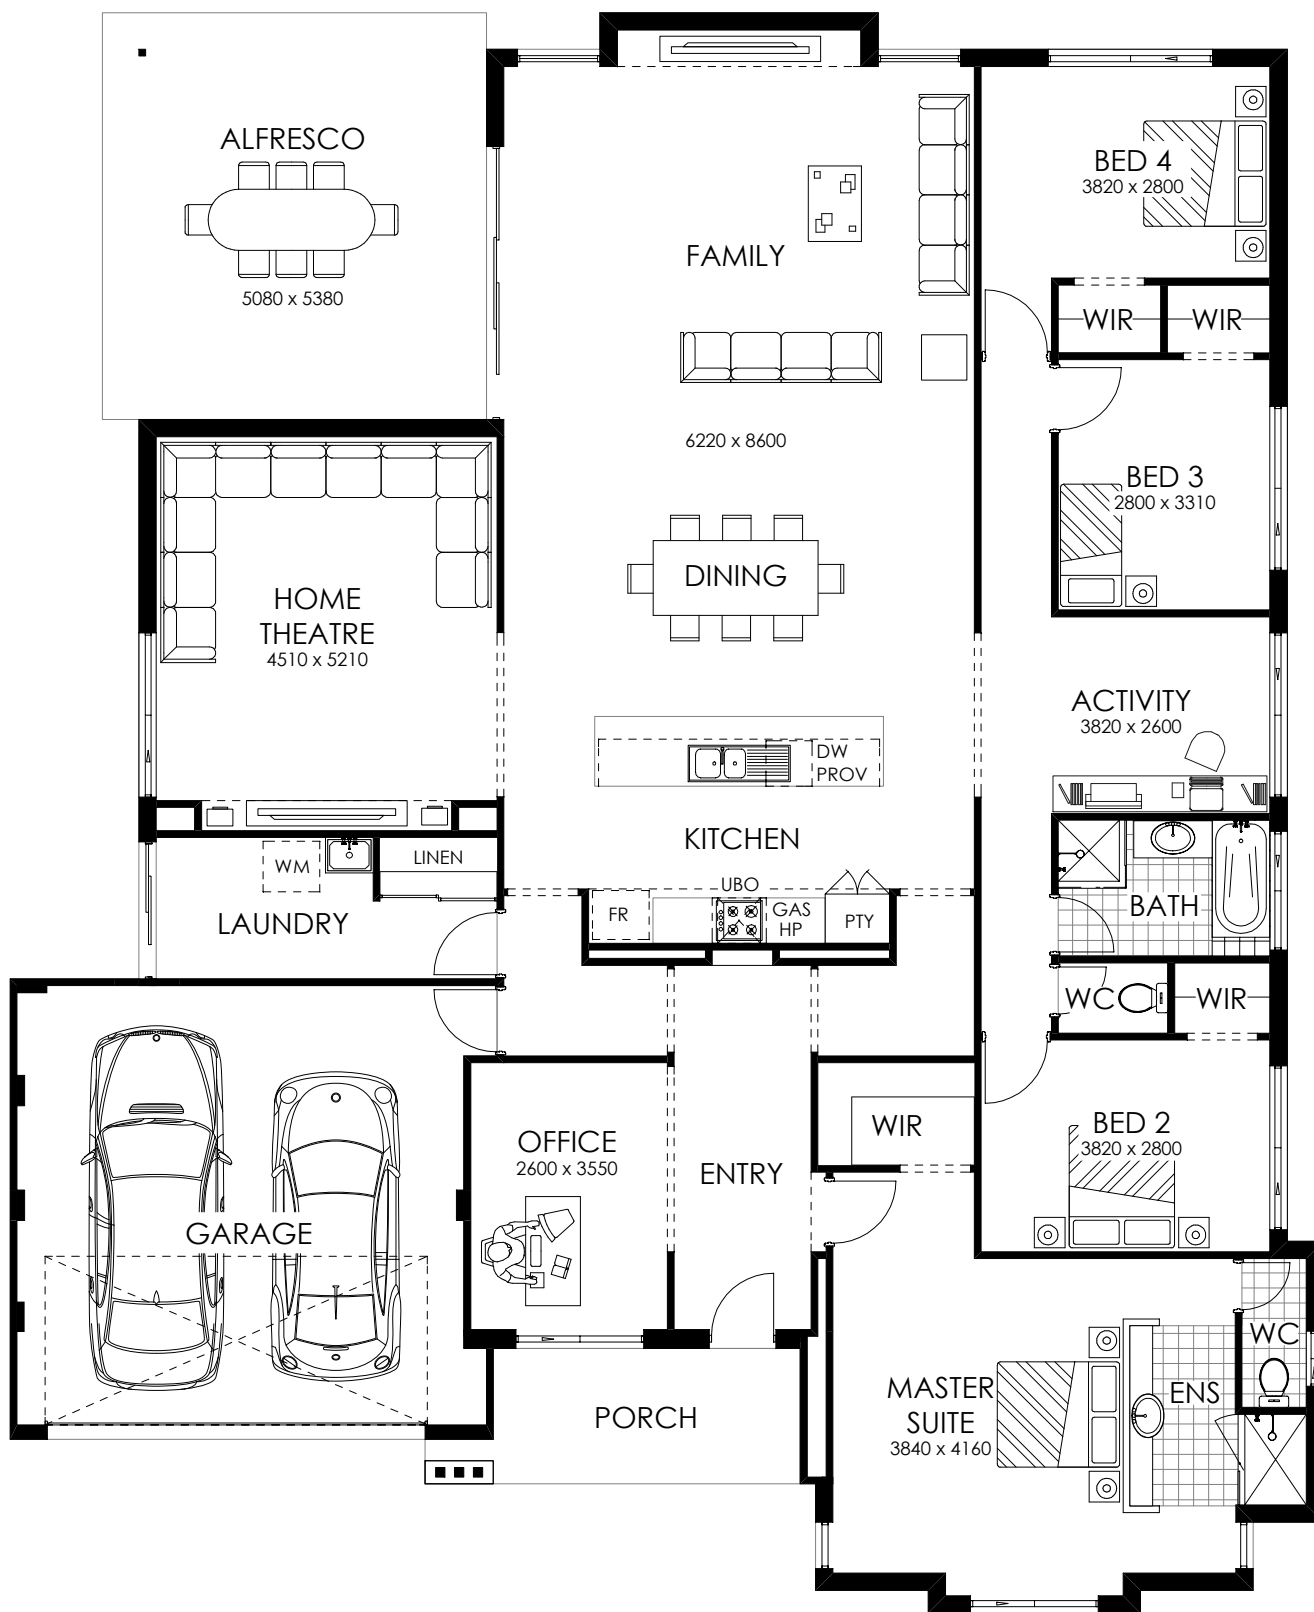 ALFRESCO
5080 x 5380
FAMILY
6220 x 8600
BED 4
3820 x 2800
WIR
WIR
BED 3
2800 x 3310
DINING
HOME
THEATRE
4510 x 5210
ACTIVITY
3820 x 2600
DW
PROV
KITCHEN
WM
LINEN
LAUNDRY
UBO
FR
GAS
HP
PTY
BATH
WC
WIR
BED 2
3820 x 2800
WIR
OFFICE
2600 x 3550
ENTRY
GARAGE
PORCH
MASTER
SUITE
3840 x 4160
ENS
WC